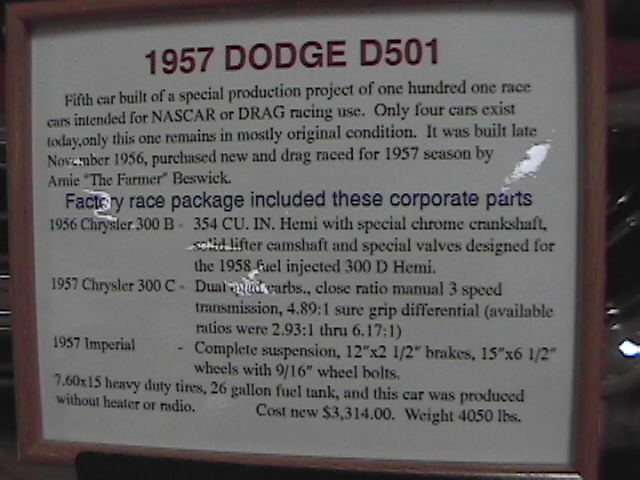 1957 DODGE D501
Fifth car built of a special production project of one hundred one race
cars intended for NASCAR or DRAG racing use. Only four cars exist
today,only this one remains in mostly original condition. It was built late
November 1956, purchased new and drag raced for 1957 season by
Arnie "The Farmer" Beswick.
Factory race package included these corporate parts
1956 Chrysler 300 B - 354 CU. IN. Hemi with special chrome crankshaft,
solid lifter camshaft and special valves designed for
the 1958 fuel injected 300 D Hemi.
1957 Chrysler 300 C - Dual quad carbs., close ratio manual 3 speed
transmission, 4.89:1 sure grip differential (available
ratios were 2.93:1 thru 6.17:1)
1957 Imperial - Complete suspension, 12"x2 1/2" brakes, 15"x6 1/2"
wheels with 9/16" wheel bolts.
7.60x15 heavy duty tires, 26 gallon fuel tank, and this car was produced
without heater or radio. Cost new $3,314.00. Weight 4050 lbs.